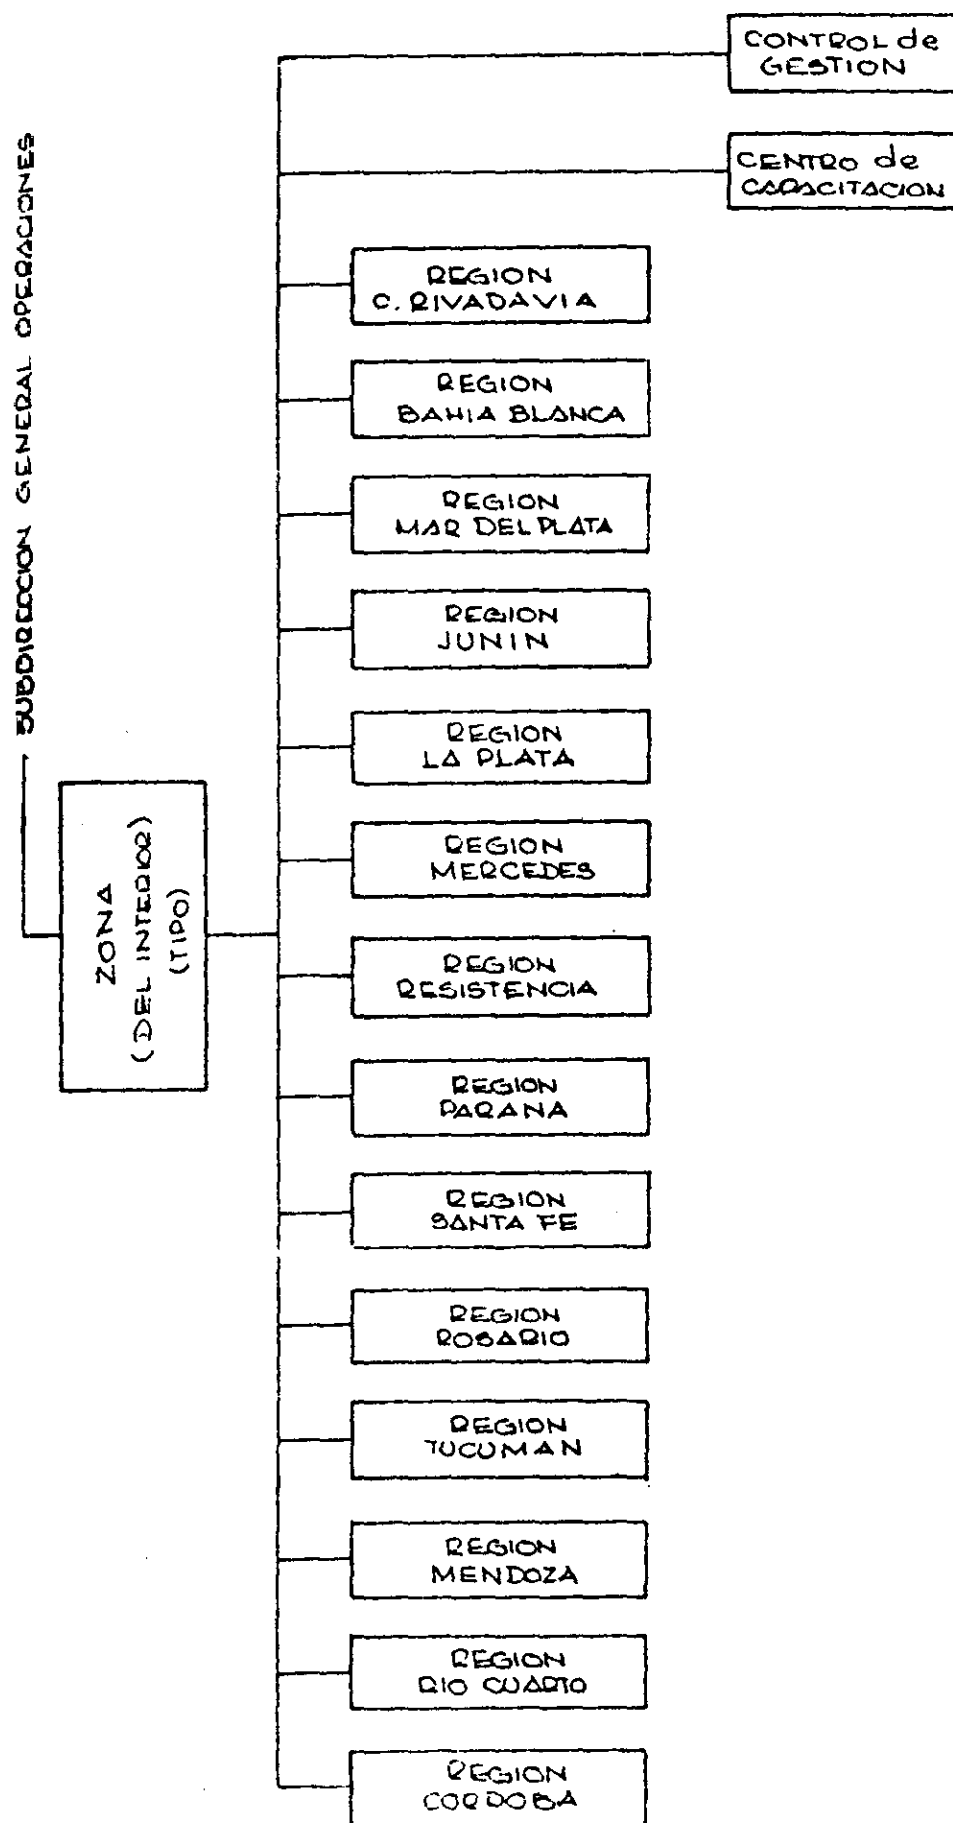 CONTROL de
GESTION
CENTRO de
CAPACITACION
SUBDIRECCION GENERAL OPERACIONES
ZONA
(DEL INTERIOR)
(TIPO)
REGION
C. RIVADAVIA
REGION
BAHIA BLANCA
REGION
MAR DEL PLATA
REGION
JUNIN
REGION
LA PLATA
REGION
MERCEDES
REGION
RESISTENCIA
REGION
PARANA
REGION
SANTA FE
REGION
ROSARIO
REGION
TUCUMAN
REGION
MENDOZA
REGION
RIO CUARTO
REGION
CORDOBA